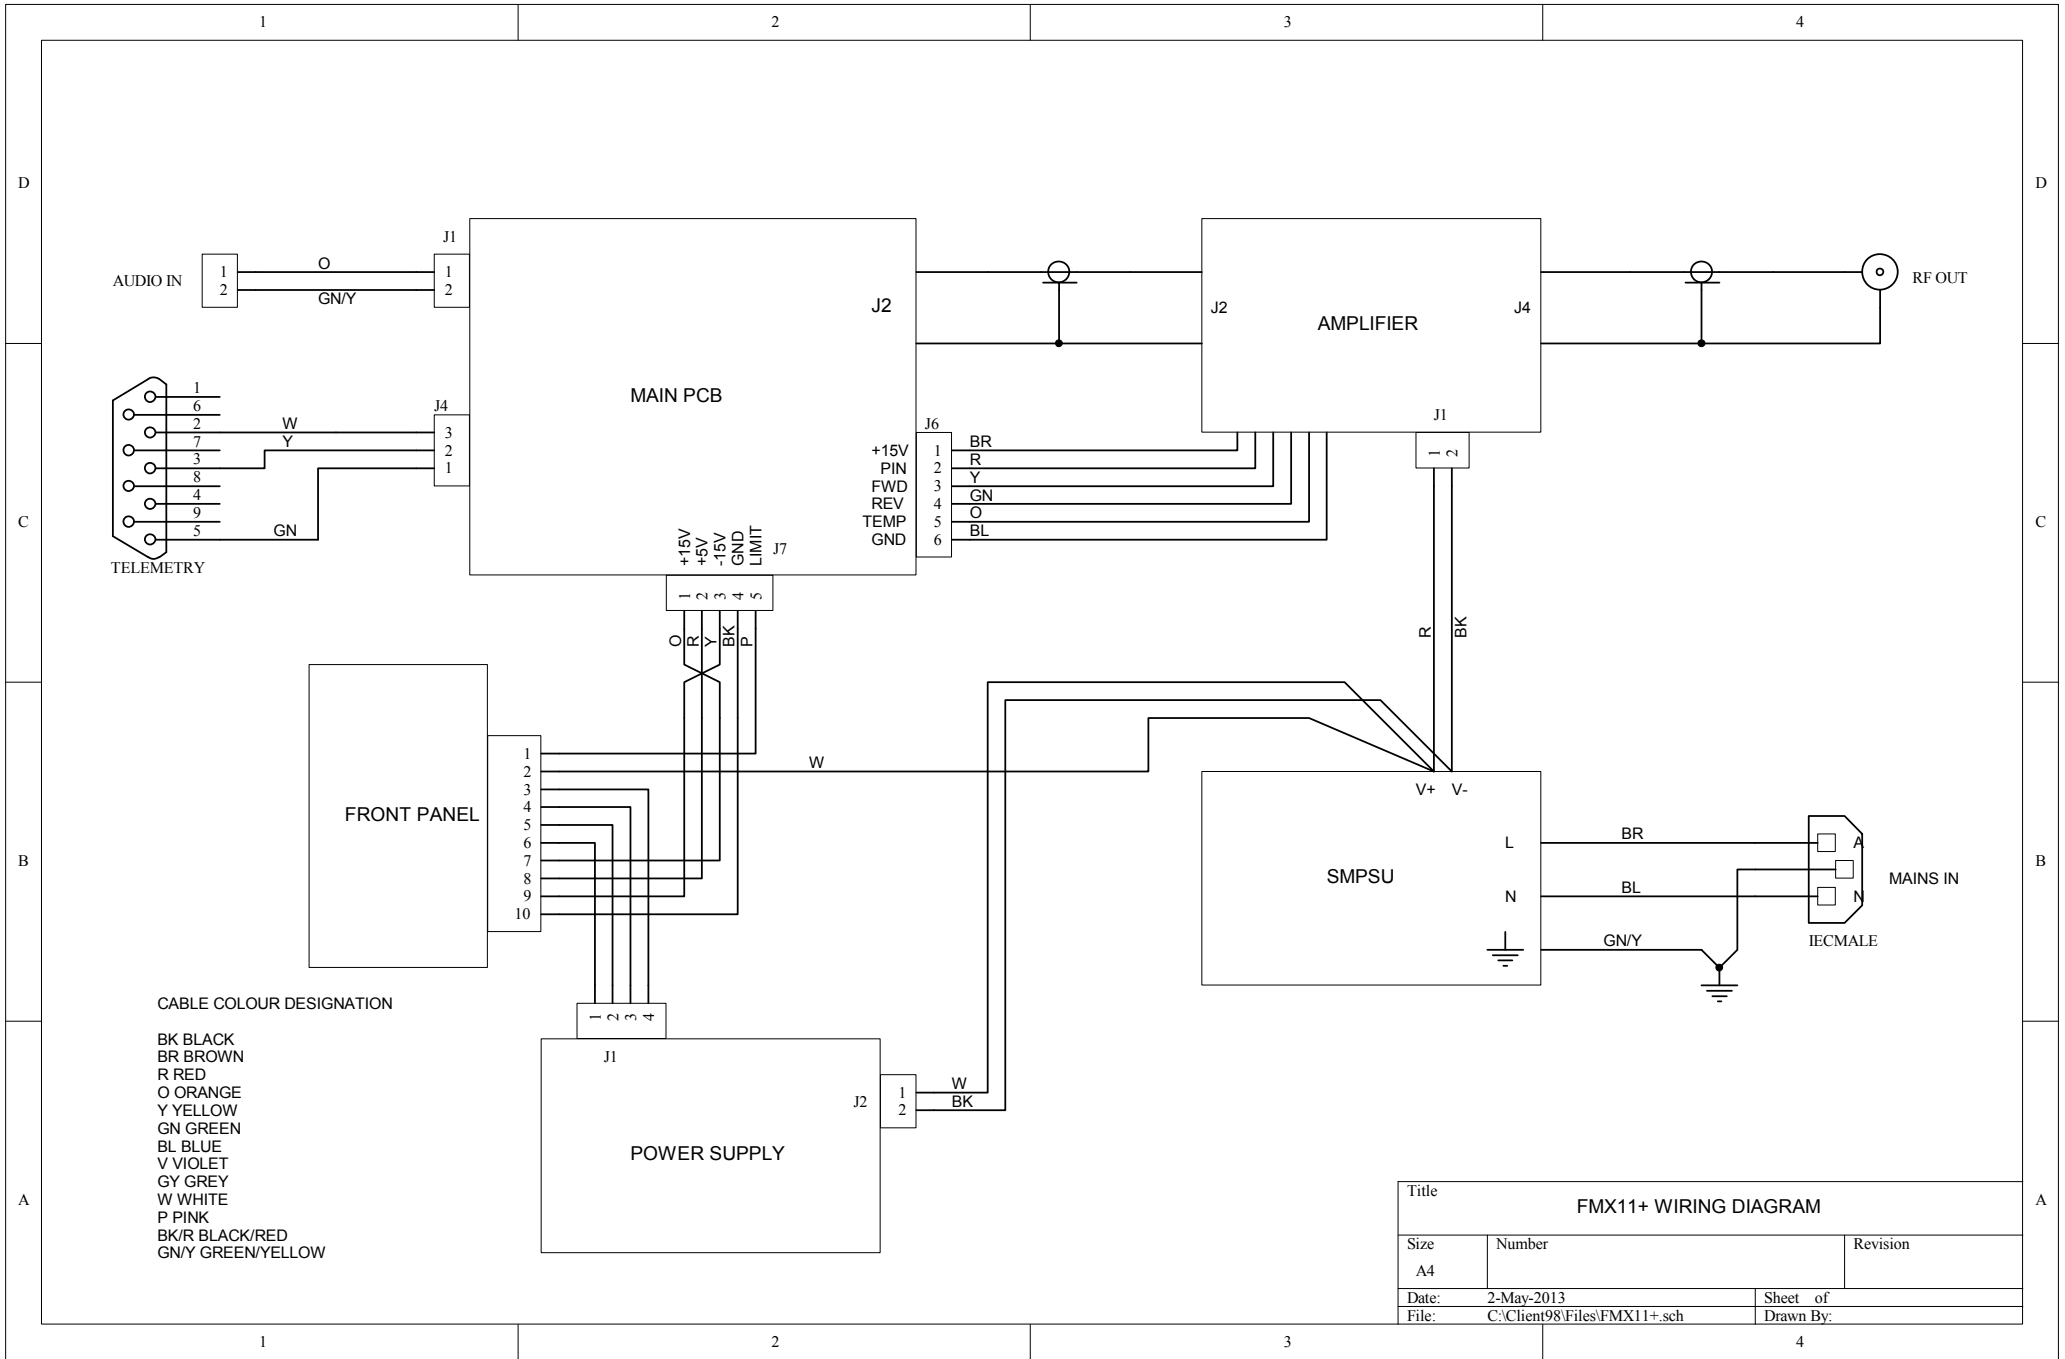 1 2 3 4
D D
C C
B B
A A
AUDIO IN
1
2
O
GN/Y
J1
1
2
MAIN PCB
J2
J2
AMPLIFIER
J4
RF OUT
TELEMETRY
1
6
2
7
3
8
4
9
5
W
Y
GN
J4
3
2
1
J6
+15V 1 BR
PIN 2 R
FWD 3 Y
REV 4 GN
TEMP 5 O
GND 6 BL
J1
1 2
R BK
+15V
+5V
-15V
GND
LIMIT
J7
1 2 3 4 5
O R Y BK P
FRONT PANEL
1
2
3
4
5
6
7
8
9
10
W
V+ V-
SMPSU
L
N
BR
BL
GN/Y
A
N
MAINS IN
IECMALE
1 2 3 4
J1
POWER SUPPLY
J2
1 W
2 BK
CABLE COLOUR DESIGNATION
BK BLACK
BR BROWN
R RED
O ORANGE
Y YELLOW
GN GREEN
BL BLUE
V VIOLET
GY GREY
W WHITE
P PINK
BK/R BLACK/RED
GN/Y GREEN/YELLOW
Title
FMX11+ WIRING DIAGRAM
Size Number Revision
A4
Date: 2-May-2013 Sheet of
File: C:\Client98\Files\FMX11+.sch Drawn By:
1 2 3 4